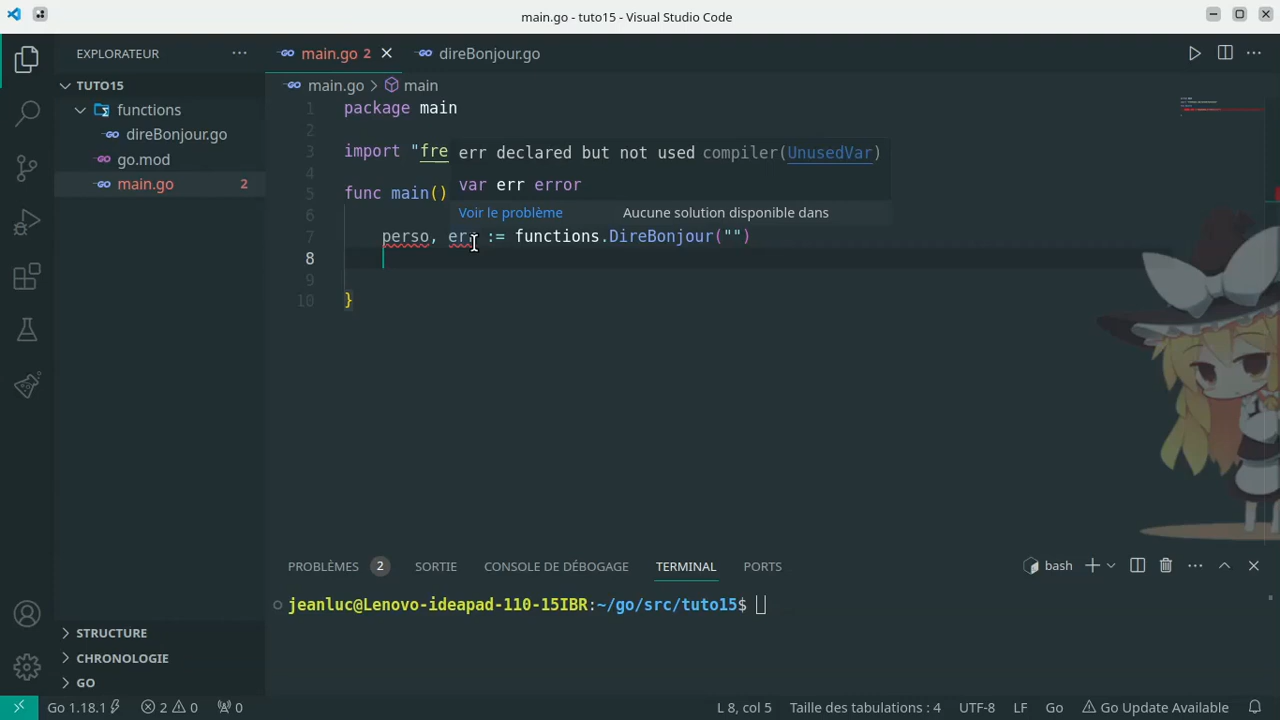 main.go - tuto15 - Visual Studio Code
EXPLORATEUR
main.go 2
direBonjour.go
TUTO15
functions
direBonjour.go
go.mod
main.go 2
main.go > main
1 package main
2
3 import "fre
4
5 func main()
6
7 perso, err := functions.DireBonjour("")
8
9
10 }
err declared but not used compiler(UnusedVar)
var err error
Voir le problème Aucune solution disponible dans
PROBLÈMES 2 SORTIE CONSOLE DE DÉBOGAGE TERMINAL PORTS
bash
jeanluc@Lenovo-ideapad-110-15IBR:~/go/src/tuto15$
STRUCTURE
CHRONOLOGIE
GO
Go 1.18.1 2 0 0 L 8, col 5 Taille des tabulations : 4 UTF-8 LF Go Go Update Available